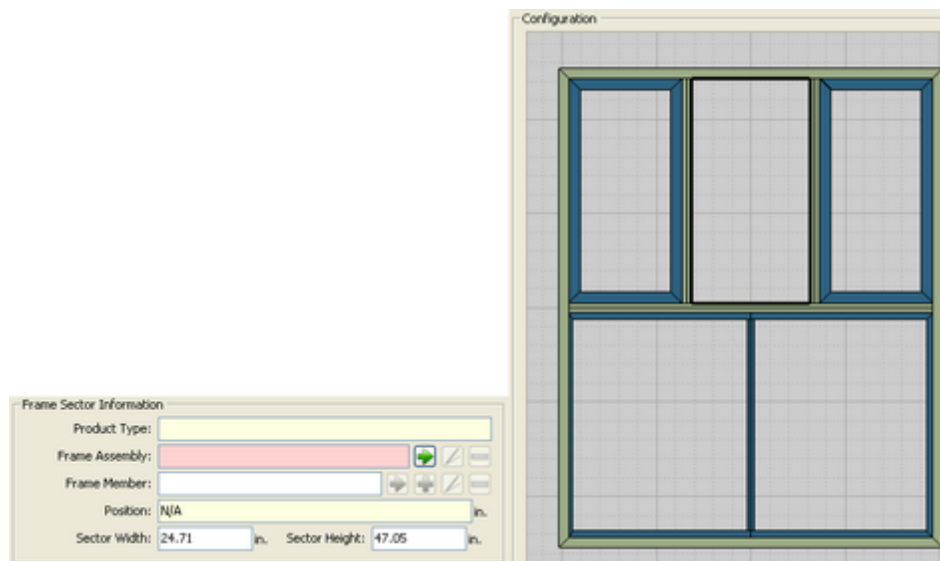 Configuration
Frame Sector Information
Product Type:
Frame Assembly:
Frame Member:
Position: N/A in.
Sector Width: 24.71 in. Sector Height: 47.05 in.